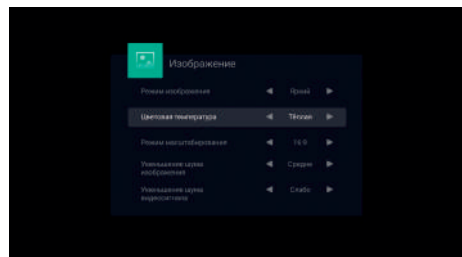 Изображение
Режим изображения
Яркий
Цветовая температура
Тёплая
Режим масштабирования
16:9
Уменьшение шума
изображения
Средне
Уменьшение шума
видеосигнала
Слабо